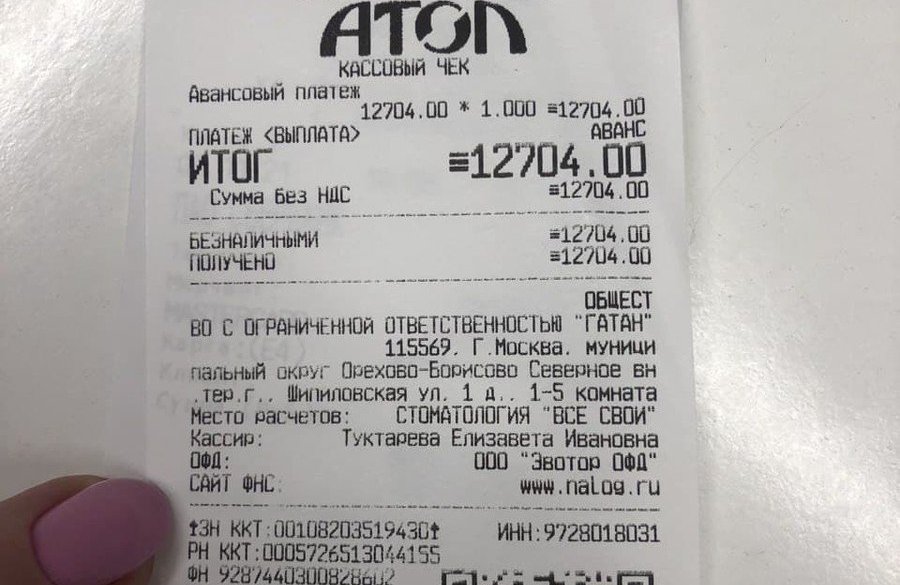 АТОЛ
КАССОВЫЙ ЧЕК
Авансовый платеж
12704.00 * 1.000 ≡12704.00
ПЛАТЕЖ <ВЫПЛАТА> АВАНС
ИТОГ ≡12704.00
Сумма без НДС ≡12704.00
БЕЗНАЛИЧНЫМИ ≡12704.00
ПОЛУЧЕНО ≡12704.00
ОБЩЕСТ
ВО С ОГРАНИЧЕННОЙ ОТВЕТСТВЕННОСТЬЮ "ГАТАН"
115569, Г.Москва, муници
пальный округ Орехово-Борисово Северное вн
.тер.г., Шипиловская ул, 1 д., 1-5 комната
Место расчетов: СТОМАТОЛОГИЯ "ВСЕ СВОИ"
Кассир: Туктарева Елизавета Ивановна
ОФД: ООО "Эвотор ОФД"
САЙТ ФНС: www.nalog.ru
ЗН ККТ:00108203519430 ИНН:9728018031
РН ККТ:0005726513044155
ФН 9287440300828602